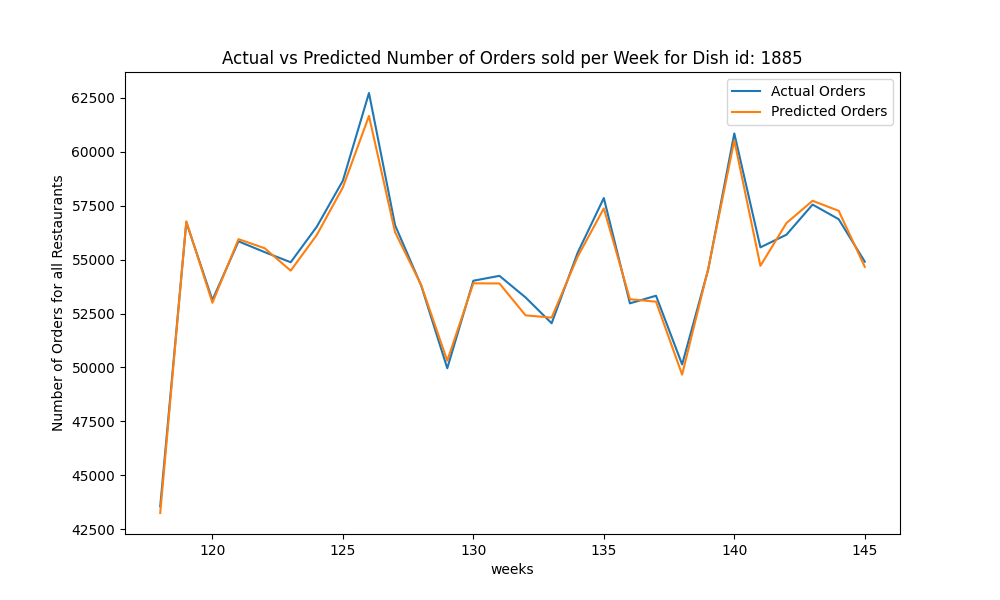 Actual vs Predicted Number of Orders sold per Week for Dish id: 1885
Actual Orders
Predicted Orders
Number of Orders for all Restaurants
62500
60000
57500
55000
52500
50000
47500
45000
42500
120 125 130 135 140 145
weeks